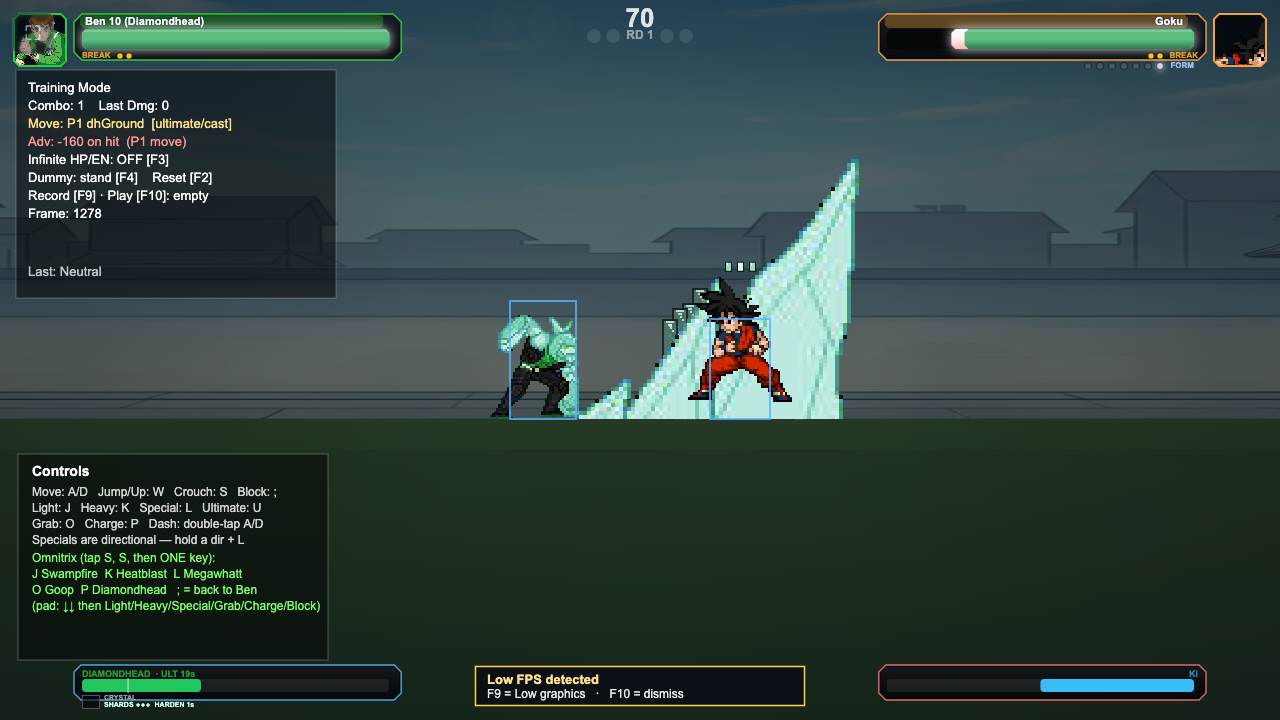 Ben 10 (Diamondhead)
BREAK
70
RD 1
Goku
BREAK
FORM
Training Mode
Combo: 1 Last Dmg: 0
Move: P1 dhGround [ultimate/cast]
Adv: -160 on hit (P1 move)
Infinite HP/EN: OFF [F3]
Dummy: stand [F4] Reset [F2]
Record [F9] · Play [F10]: empty
Frame: 1278
Last: Neutral
Controls
Move: A/D Jump/Up: W Crouch: S Block: ;
Light: J Heavy: K Special: L Ultimate: U
Grab: O Charge: P Dash: double-tap A/D
Specials are directional — hold a dir + L
Omnitrix (tap S, S, then ONE key):
J Swampfire K Heatblast L Megawhatt
O Goop P Diamondhead ; = back to Ben
(pad: ↓↓ then Light/Heavy/Special/Grab/Charge/Block)
DIAMONDHEAD · ULT 19s
CRYSTAL
SHARDS ◆◆◆ HARDEN 1s
Low FPS detected
F9 = Low graphics · F10 = dismiss
Ki